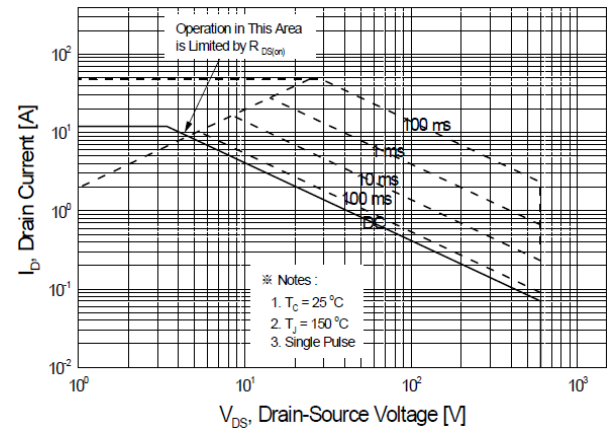 Operation in This Area
is Limited by R DS(on)
10²
10¹
10⁰
10⁻¹
10⁻²
I_D, Drain Current [A]
100 ms
1 ms
10 ms
100 ms
DC
※ Notes :
1. T_C = 25 °C
2. T_J = 150 °C
3. Single Pulse
10⁰
10¹
10²
10³
V_DS, Drain-Source Voltage [V]